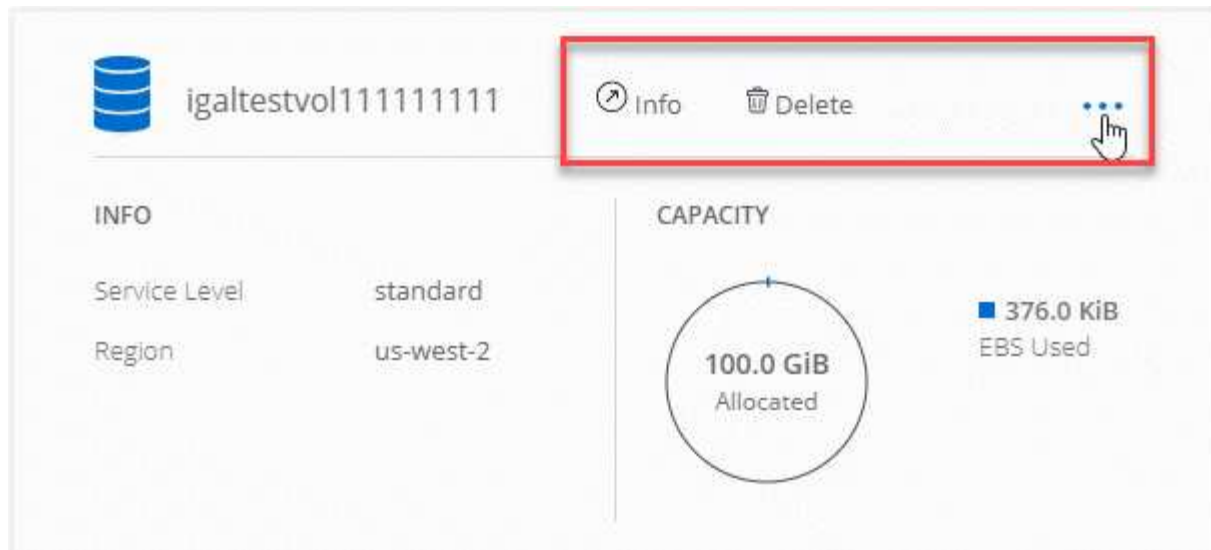 igaltestvol111111111 Info Delete
INFO
Service Level standard
Region us-west-2
CAPACITY
100.0 GiB
Allocated
376.0 KiB
EBS Used